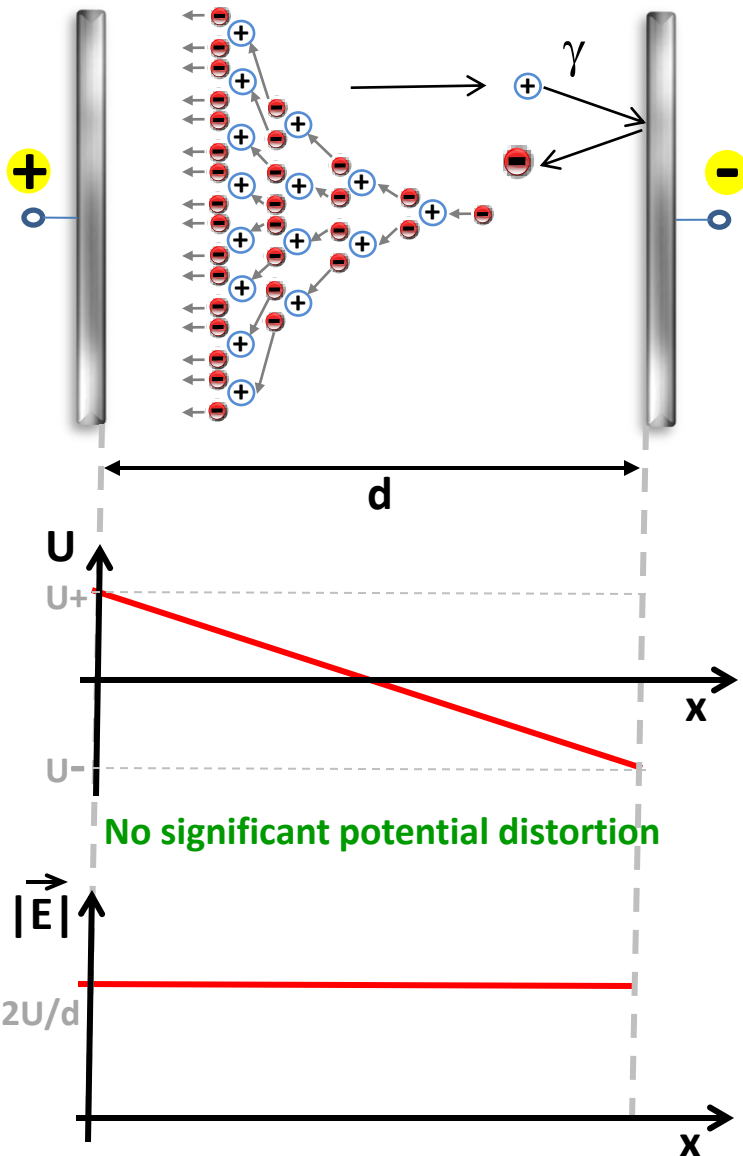 γ
+
-
d
U
U+
x
U-
No significant potential distortion
|E|
2U/d
x